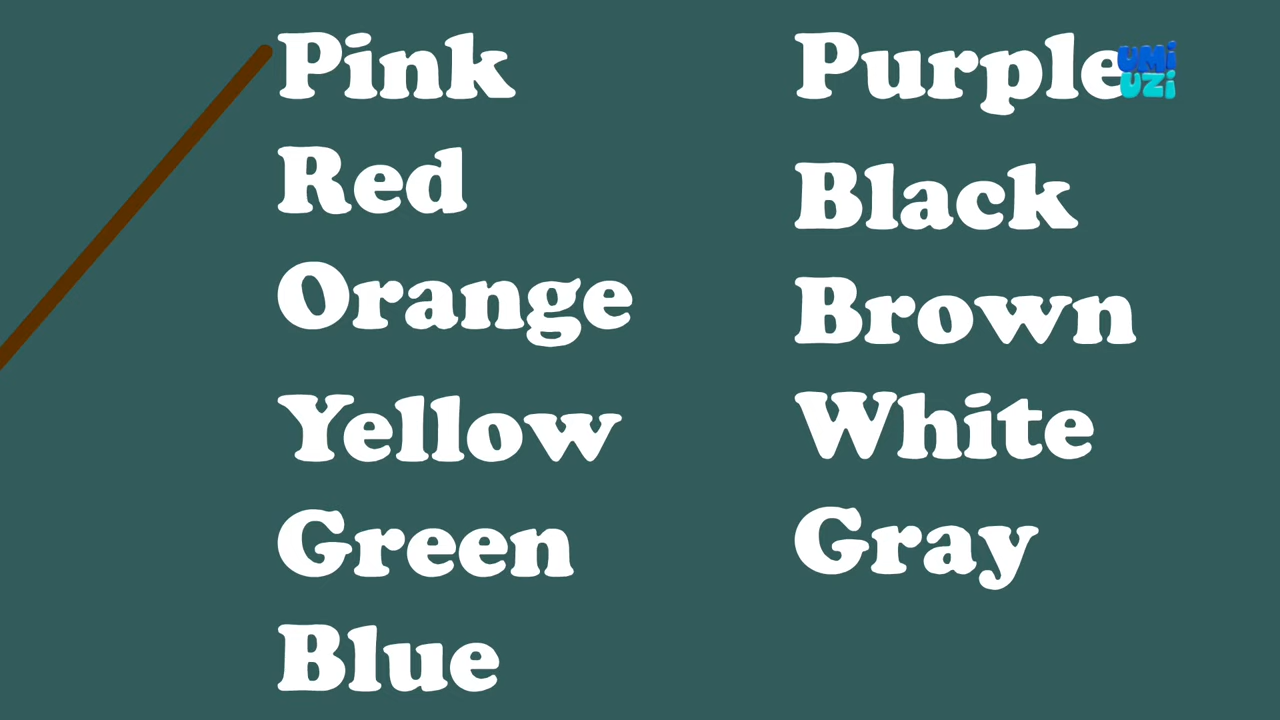 Pink
Red
Orange
Yellow
Green
Blue
Purple
Black
Brown
White
Gray
UMi
UZi